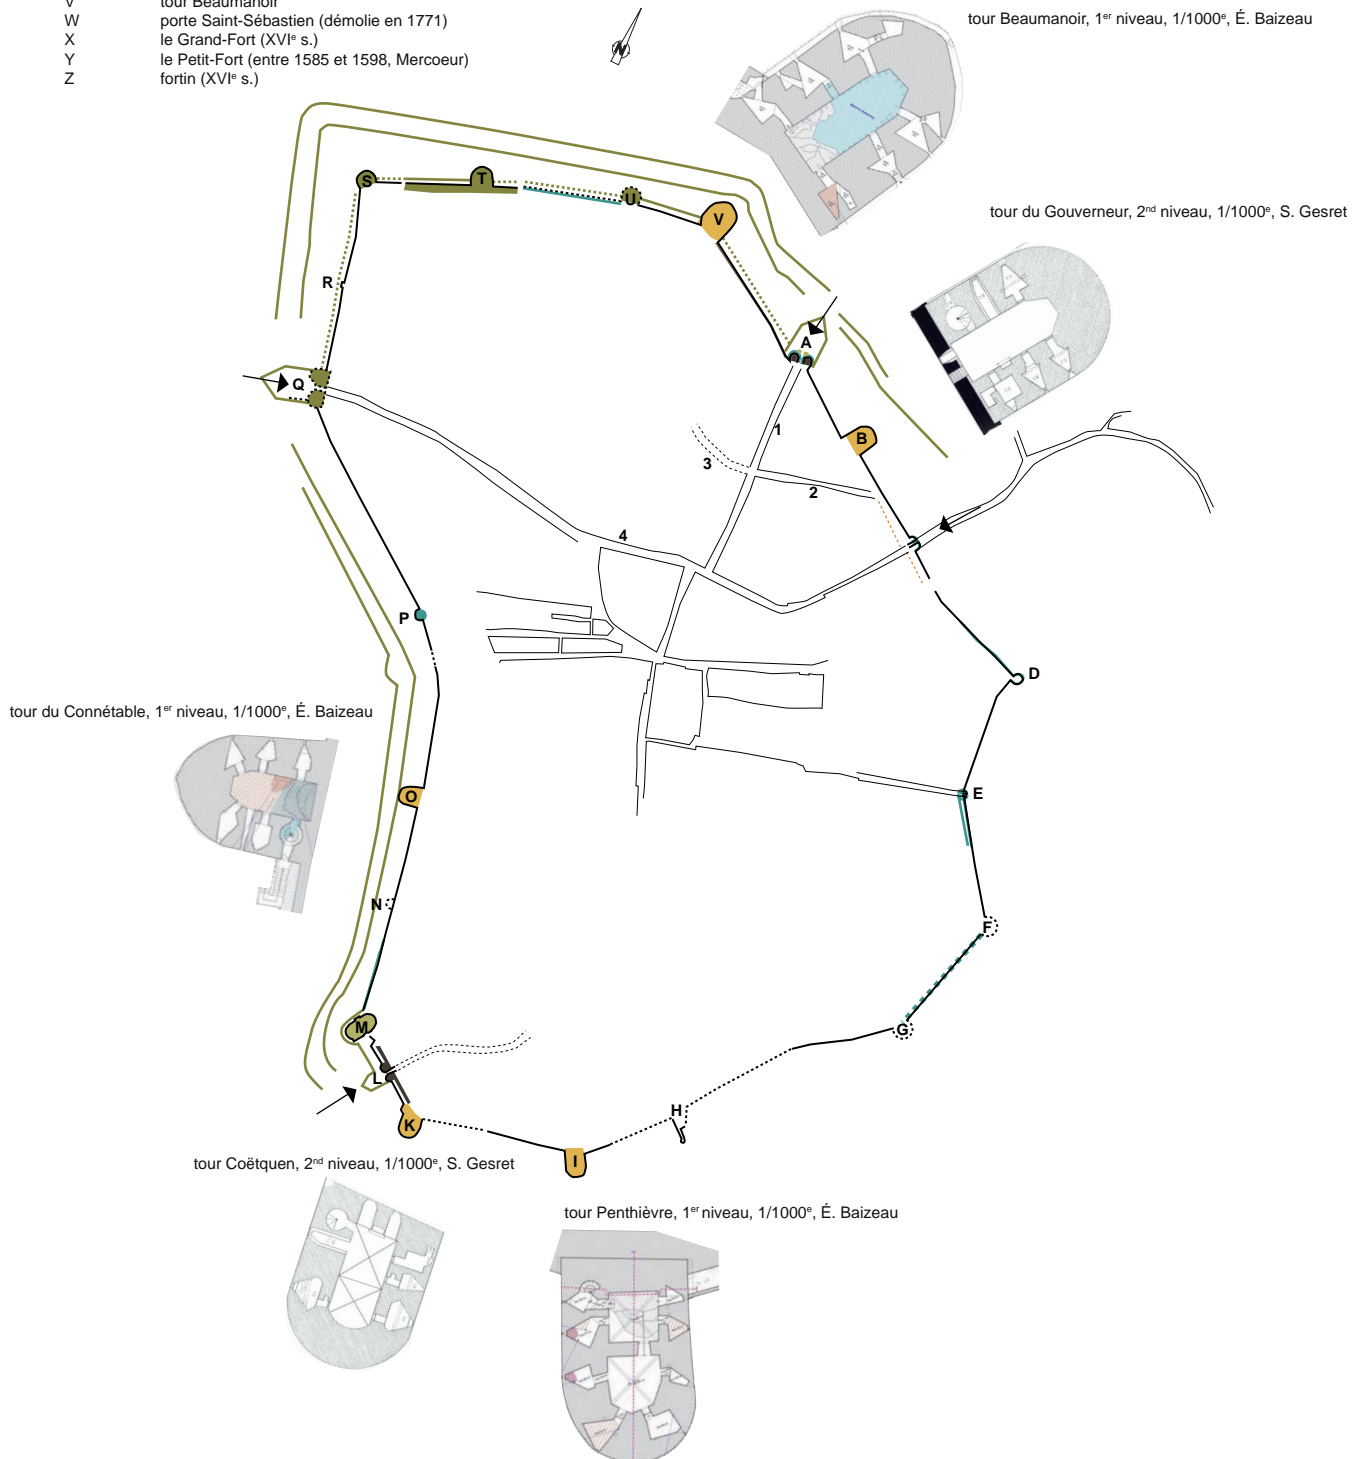 V tour Beaumanoir
W porte Saint-Sébastien (démolie en 1771)
X le Grand-Fort (XVIe s.)
Y le Petit-Fort (entre 1585 et 1598, Mercoeur)
Z fortin (XVIe s.)
N
tour Beaumanoir, 1er niveau, 1/1000e, É. Baizeau
tour du Gouverneur, 2nd niveau, 1/1000e, S. Gesret
S
T
U
V
R
A
Q
1
B
3
2
4
P
D
tour du Connétable, 1er niveau, 1/1000e, É. Baizeau
O
E
N
F
M
G
L
K
H
I
tour Coëtquen, 2nd niveau, 1/1000e, S. Gesret
tour Penthièvre, 1er niveau, 1/1000e, É. Baizeau